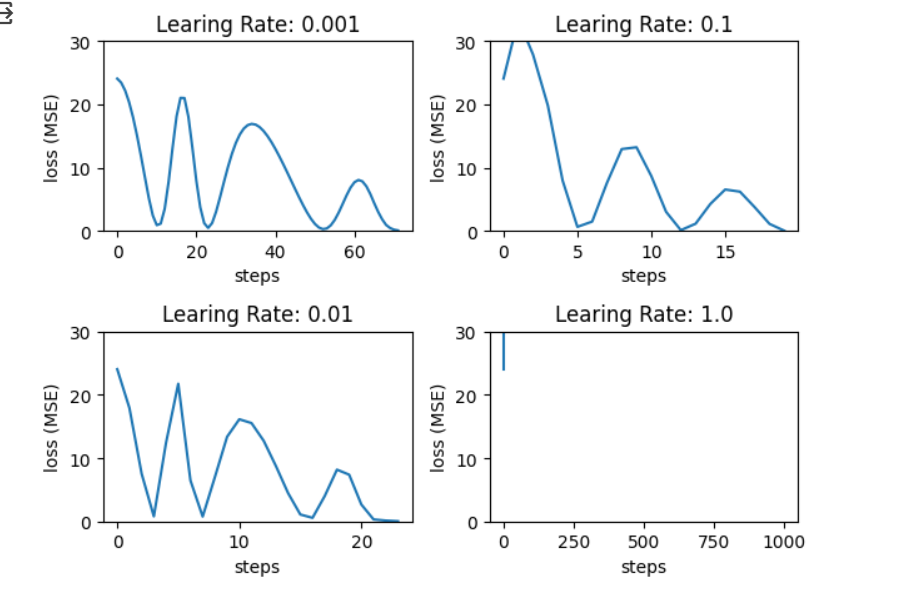 Learing Rate: 0.001
30
20
10
0
loss (MSE)
0 20 40 60
steps
Learing Rate: 0.1
30
20
10
0
loss (MSE)
0 5 10 15
steps
Learing Rate: 0.01
30
20
10
0
loss (MSE)
0 10 20
steps
Learing Rate: 1.0
30
20
10
0
loss (MSE)
0 250 500 750 1000
steps